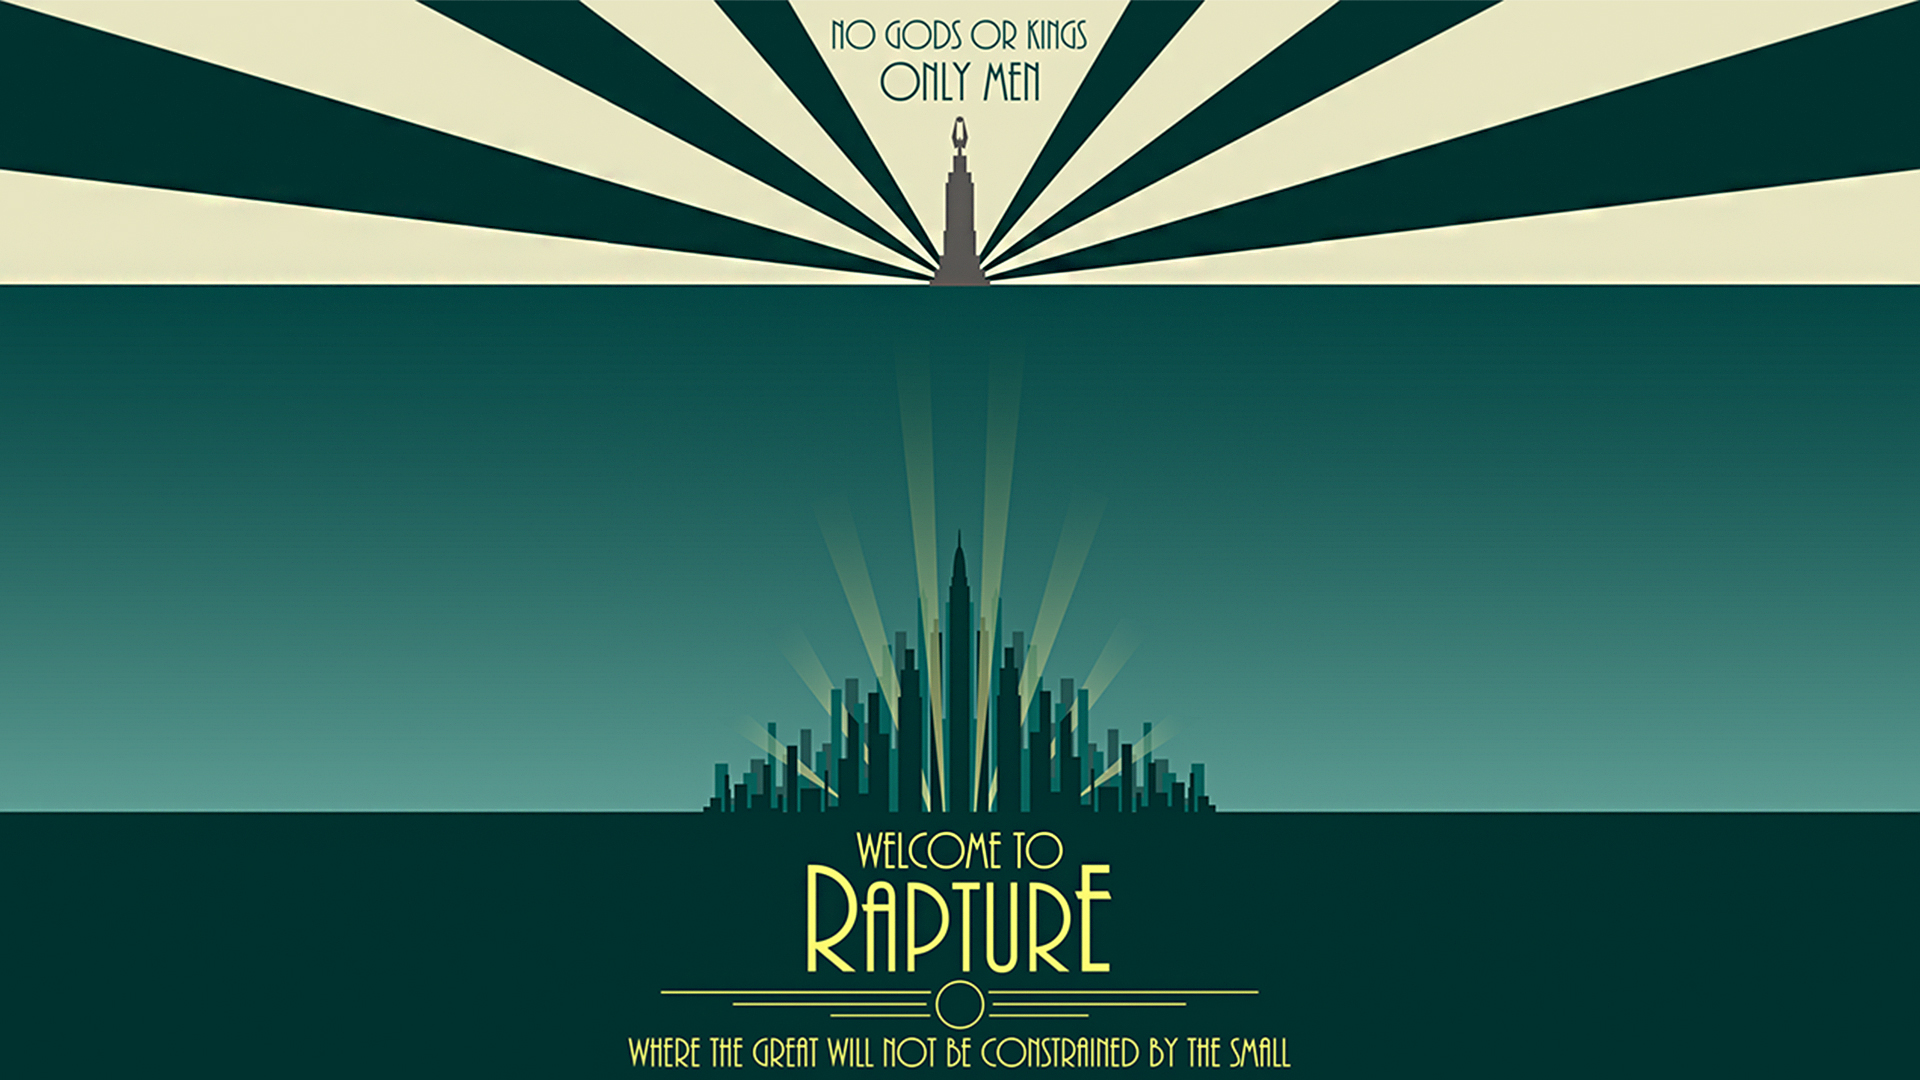 NO GODS OR KINGS
ONLY MEN
WELCOME TO
RAPTURE
WHERE THE GREAT WILL NOT BE CONSTRAINED BY THE SMALL